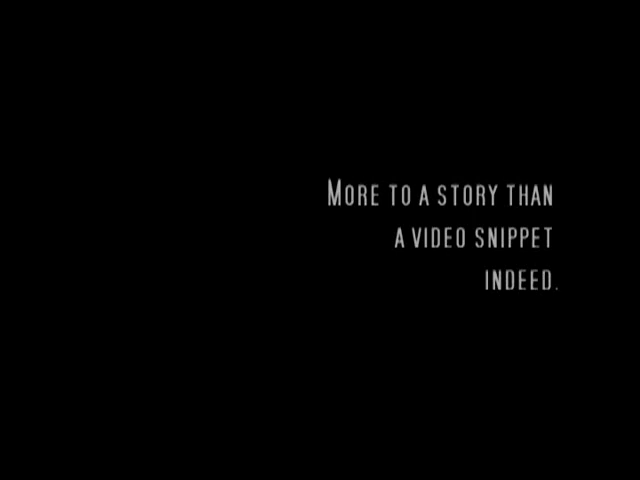 More to a story than
a video snippet
indeed.